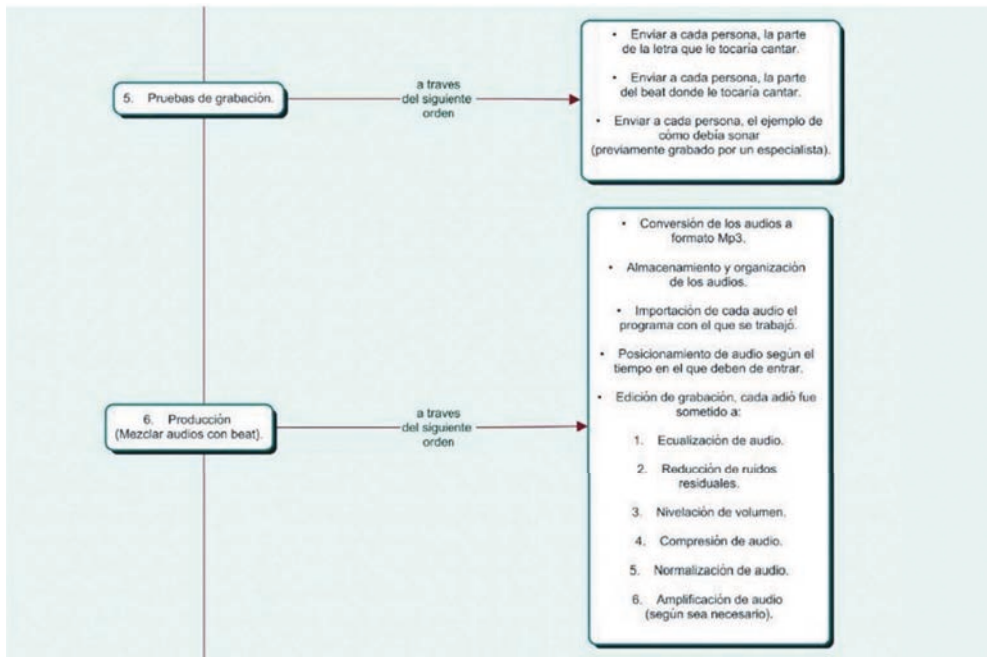 5. Pruebas de grabación.
a traves
del siguiente
orden
• Enviar a cada persona, la parte
de la letra que le tocaría cantar.
• Enviar a cada persona, la parte
del beat donde le tocaría cantar.
• Enviar a cada persona, el ejemplo de
cómo debía sonar
(previamente grabado por un especialista).
6. Producción
(Mezclar audios con beat).
a traves
del siguiente
orden
• Conversión de los audios a
formato Mp3.
• Almacenamiento y organización
de los audios.
• Importación de cada audio el
programa con el que se trabajó.
• Posicionamiento de audio según el
tiempo en el que deben de entrar.
• Edición de grabación, cada adió fue
sometido a:
1. Ecualización de audio.
2. Reducción de ruidos
residuales.
3. Nivelación de volumen.
4. Compresión de audio.
5. Normalización de audio.
6. Amplificación de audio
(según sea necesario).